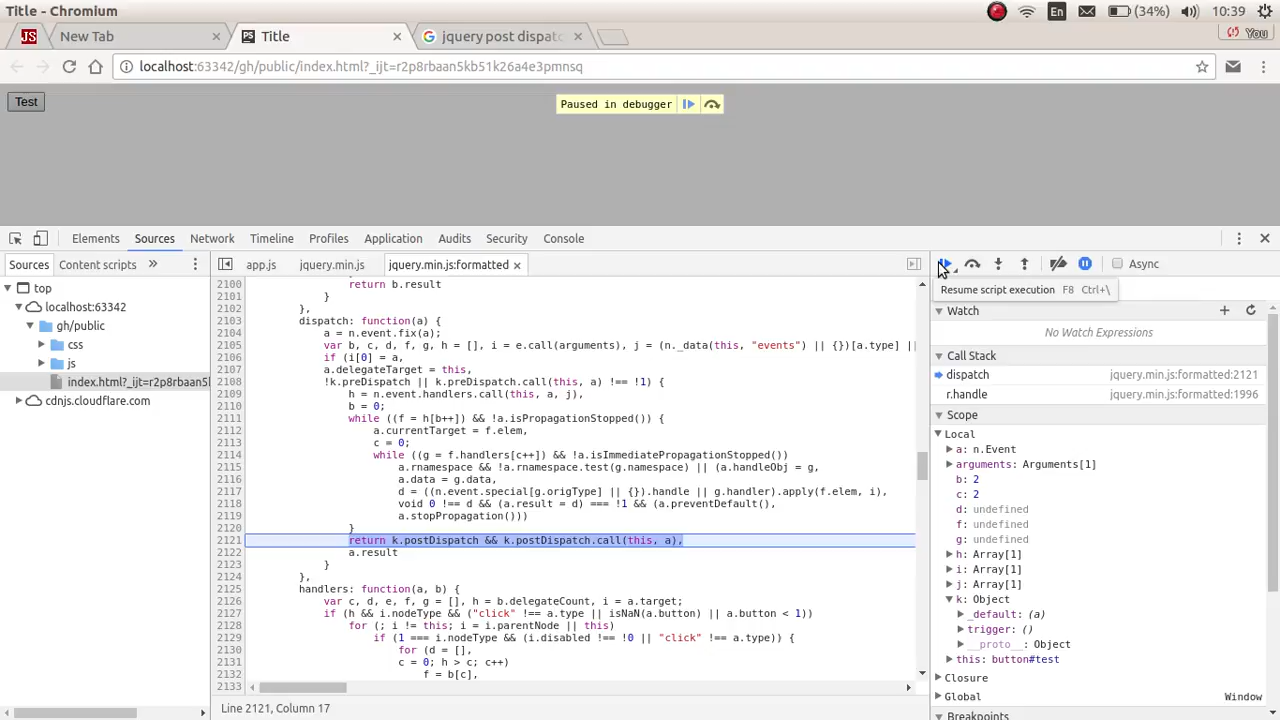 Title - Chromium
En
(34%)
10:39
JS
New Tab
PS
Title
jquery post dispatc
You
localhost:63342/gh/public/index.html?_ijt=r2p8rbaan5kb51k26a4e3pmnsq
Test
Paused in debugger
Elements Sources Network Timeline Profiles Application Audits Security Console
Sources Content scripts »
app.js jquery.min.js jquery.min.js:formatted ×
Async
top
localhost:63342
gh/public
css
js
index.html?_ijt=r2p8rbaan5
cdnjs.cloudflare.com
2100 return b.result
2101 }
2102 },
2103 dispatch: function(a) {
2104 a = n.event.fix(a);
2105 var b, c, d, f, g, h = [], i = e.call(arguments), j = (n._data(this, "events") || {})[a.type] ||
2106 if (i[0] = a,
2107 a.delegateTarget = this,
2108 !k.preDispatch || k.preDispatch.call(this, a) !== !1) {
2109 h = n.event.handlers.call(this, a, j),
2110 b = 0;
2111 while ((f = h[b++]) && !a.isPropagationStopped()) {
2112 a.currentTarget = f.elem,
2113 c = 0;
2114 while ((g = f.handlers[c++]) && !a.isImmediatePropagationStopped())
2115 a.rnamespace && !a.rnamespace.test(g.namespace) || (a.handleObj = g,
2116 a.data = g.data,
2117 d = ((n.event.special[g.origType] || {}).handle || g.handler).apply(f.elem, i),
2118 void 0 !== d && (a.result = d) === !1 && (a.preventDefault(),
2119 a.stopPropagation()))
2120 }
2121 return k.postDispatch && k.postDispatch.call(this, a),
2122 a.result
2123 }
2124 },
2125 handlers: function(a, b) {
2126 var c, d, e, f, g = [], h = b.delegateCount, i = a.target;
2127 if (h && i.nodeType && ("click" !== a.type || isNaN(a.button) || a.button < 1))
2128 for (; i != this; i = i.parentNode || this)
2129 if (1 === i.nodeType && (i.disabled !== !0 || "click" !== a.type)) {
2130 for (d = [],
2131 c = 0; h > c; c++)
2132 f = b[c],
2133
Line 2121, Column 17
Resume script execution F8 Ctrl+\
Watch
No Watch Expressions
Call Stack
dispatch jquery.min.js:formatted:2121
r.handle jquery.min.js:formatted:1996
Scope
Local
a: n.Event
arguments: Arguments[1]
b: 2
c: 2
d: undefined
f: undefined
g: undefined
h: Array[1]
i: Array[1]
j: Array[1]
k: Object
_default: (a)
trigger: ()
__proto__: Object
this: button#test
Closure
Global Window
Breakpoints